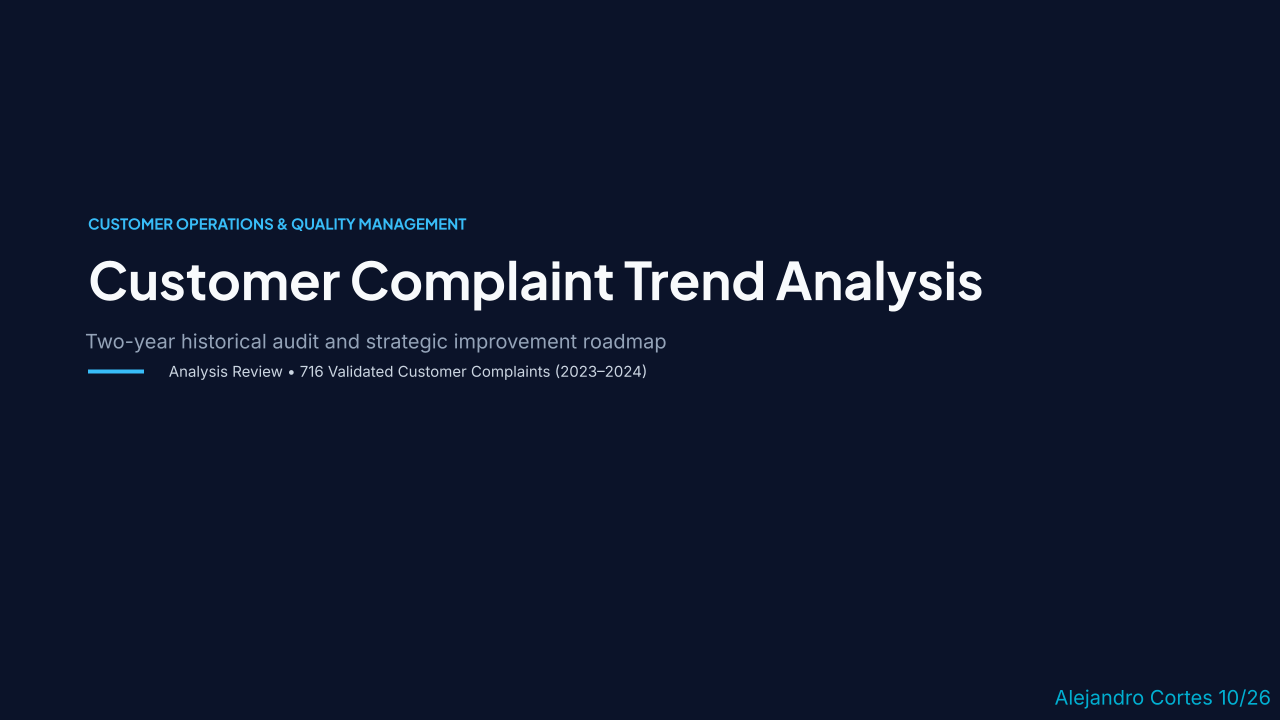 CUSTOMER OPERATIONS & QUALITY MANAGEMENT
Customer Complaint Trend Analysis
Two-year historical audit and strategic improvement roadmap
Analysis Review • 716 Validated Customer Complaints (2023–2024)
Alejandro Cortes 10/26